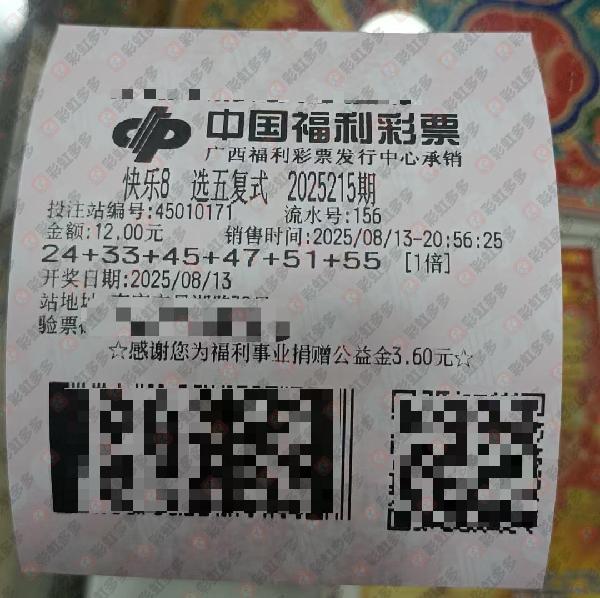 中国福利彩票
广西福利彩票发行中心承销
快乐8 选五复式 2025215期
投注站编号:45010171 流水号:156
金额:12.00元 销售时间:2025/08/13-20:56:25
24+33+45+47+51+55 [1倍]
开奖日期:2025/08/13
站地址
验票
☆感谢您为福利事业捐赠公益金3.60元☆
彩虹多多